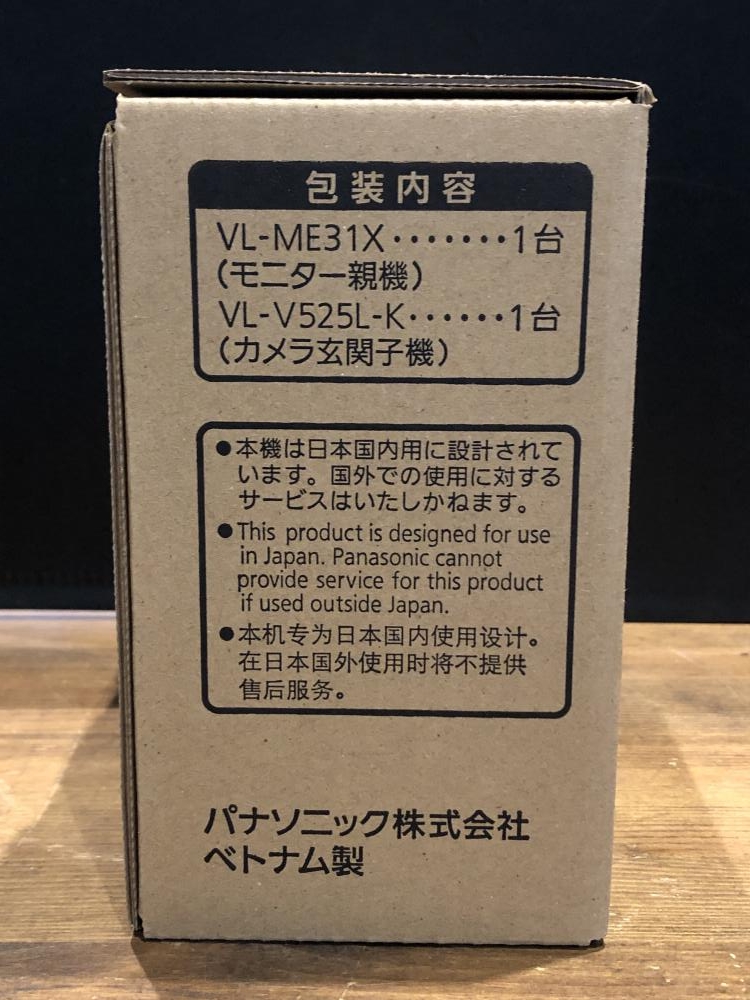 包装内容
VL-ME31X・・・・・・・1台
(モニター親機)
VL-V525L-K・・・・・・1台
(カメラ玄関子機)
●本機は日本国内用に設計されて
います。国外での使用に対する
サービスはいたしかねます。
●This product is designed for use
in Japan. Panasonic cannot
provide service for this product
if used outside Japan.
●本机专为日本国内使用设计。
在日本国外使用时将不提供
售后服务。
パナソニック株式会社
ベトナム製